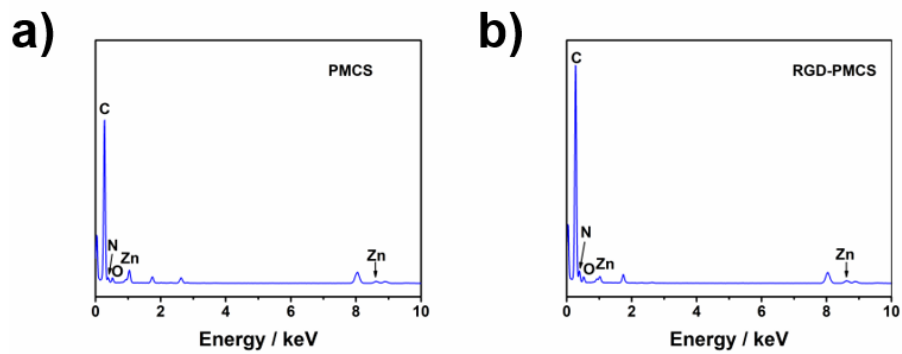 a)
PMCS
C
N
O
Zn
Zn
0 2 4 6 8 10
Energy / keV
b)
RGD-PMCS
C
N
O
Zn
Zn
0 2 4 6 8 10
Energy / keV